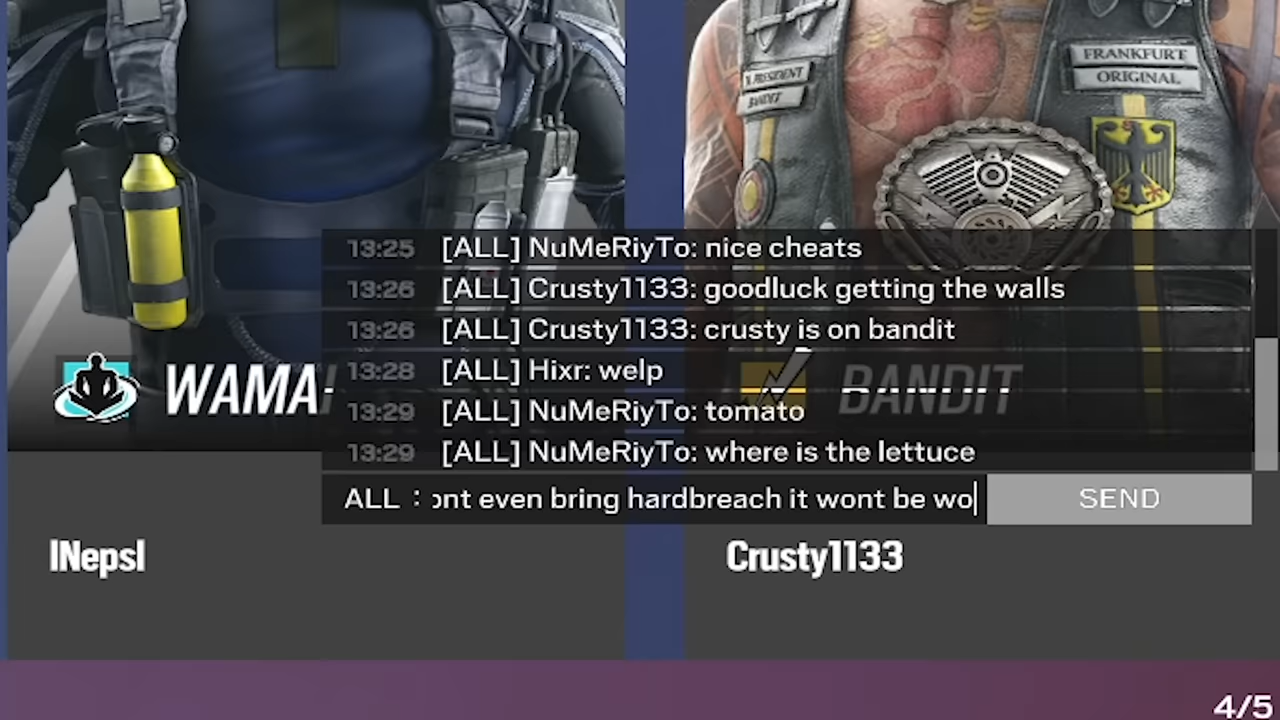 FRANKFURT
ORIGINAL
PRESIDENT
BANDIT
13:25 [ALL] NuMeRiyTo: nice cheats
13:26 [ALL] Crusty1133: goodluck getting the walls
13:26 [ALL] Crusty1133: crusty is on bandit
13:28 [ALL] Hixr: welp
WAMA
BANDIT
13:29 [ALL] NuMeRiyTo: tomato
13:29 [ALL] NuMeRiyTo: where is the lettuce
ALL : ont even bring hardbreach it wont be wo
SEND
INepsI
Crusty1133
4/5